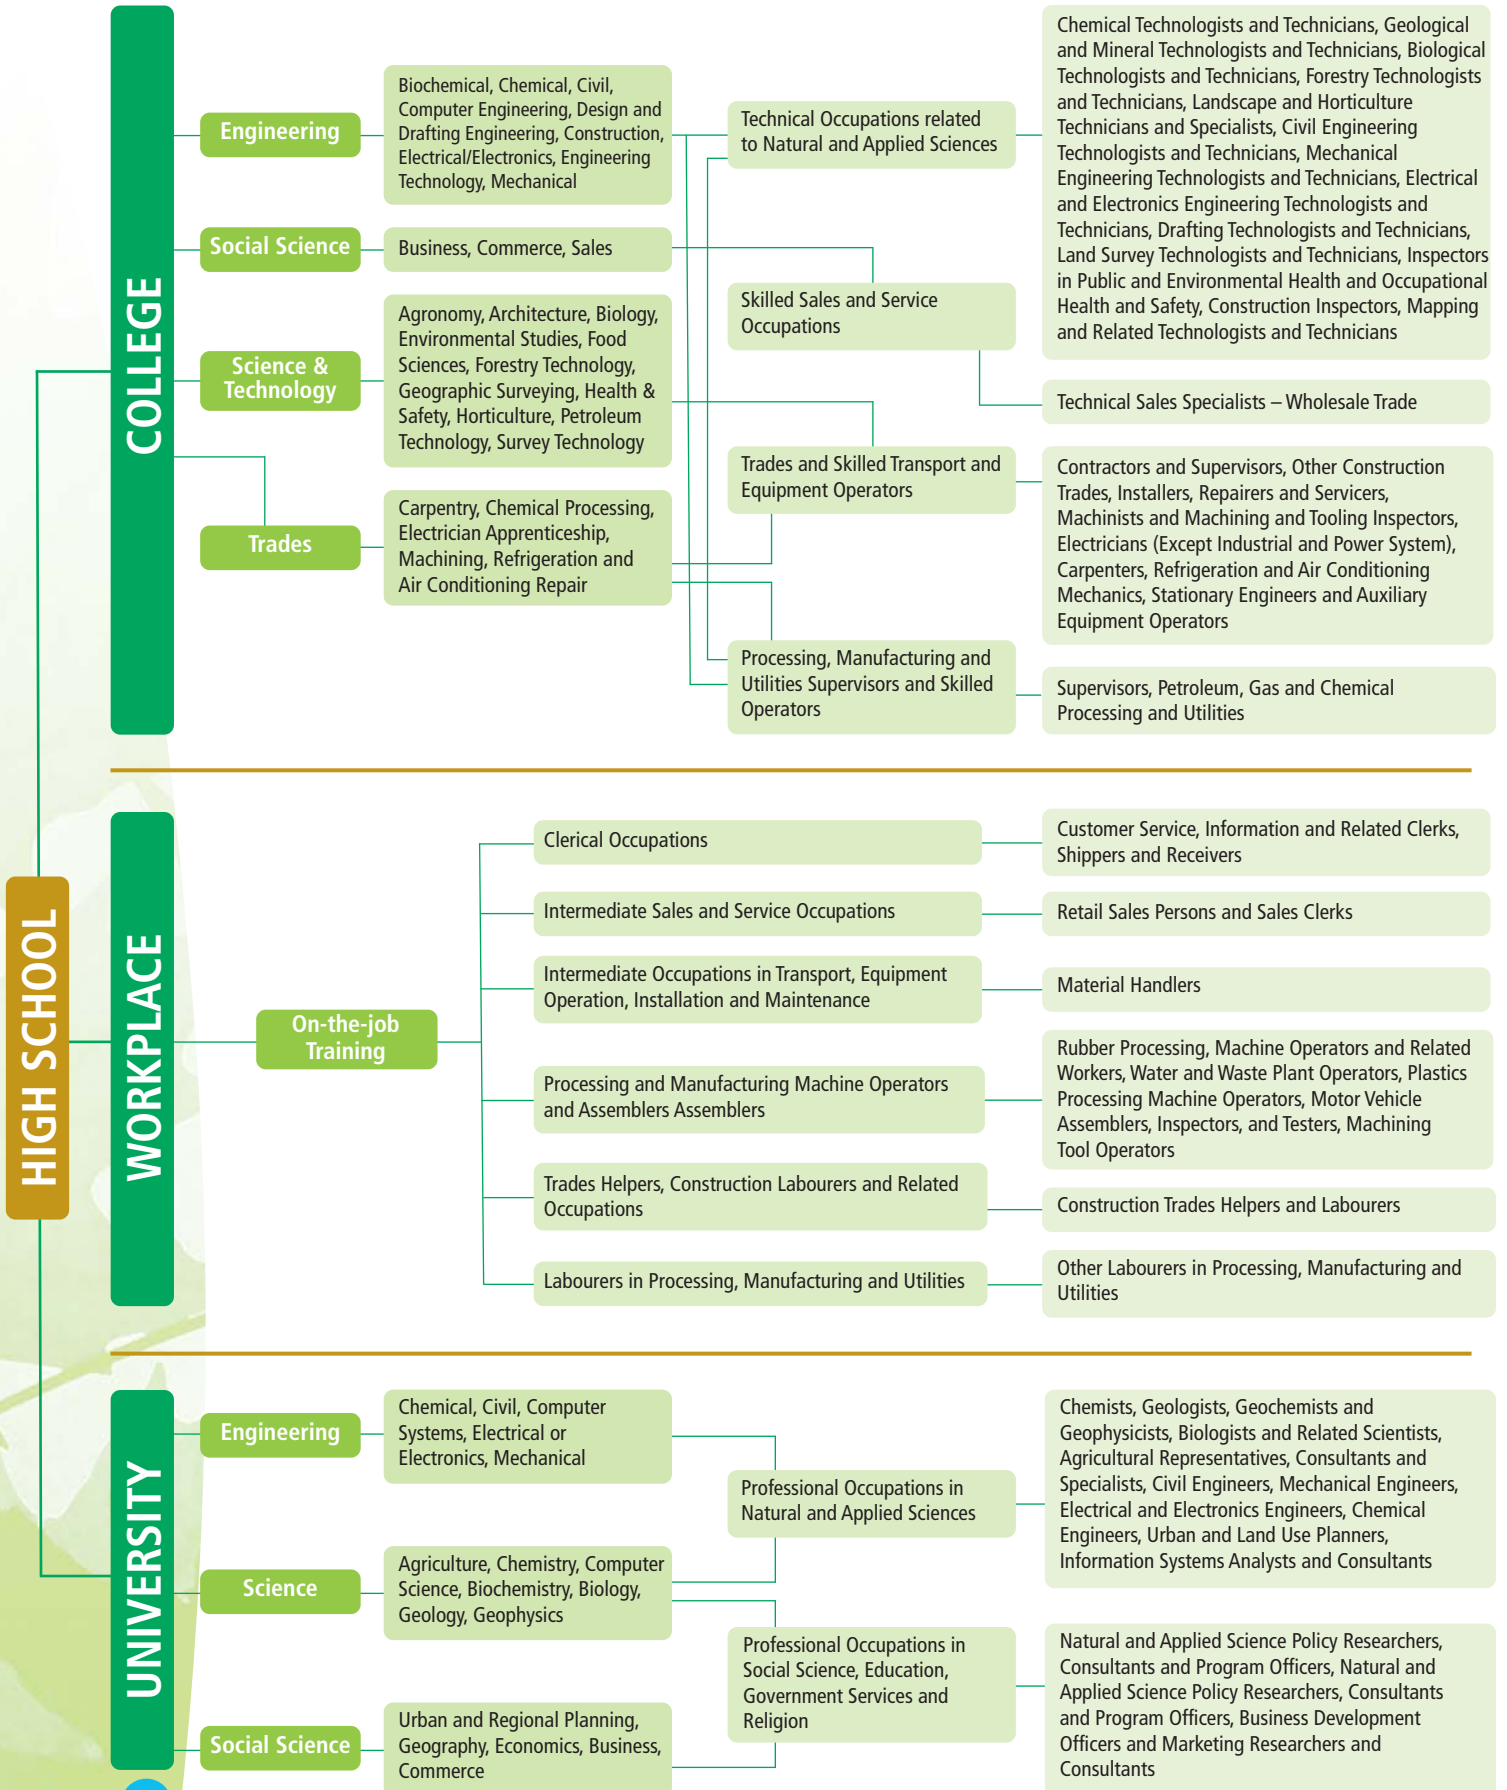 HIGH SCHOOL
COLLEGE
Engineering
Biochemical, Chemical, Civil,
Computer Engineering, Design and
Drafting Engineering, Construction,
Electrical/Electronics, Engineering
Technology, Mechanical
Social Science
Business, Commerce, Sales
Science &
Technology
Agronomy, Architecture, Biology,
Environmental Studies, Food
Sciences, Forestry Technology,
Geographic Surveying, Health &
Safety, Horticulture, Petroleum
Technology, Survey Technology
Trades
Carpentry, Chemical Processing,
Electrician Apprenticeship,
Machining, Refrigeration and
Air Conditioning Repair
Technical Occupations related
to Natural and Applied Sciences
Skilled Sales and Service
Occupations
Trades and Skilled Transport and
Equipment Operators
Processing, Manufacturing and
Utilities Supervisors and Skilled
Operators
Chemical Technologists and Technicians, Geological
and Mineral Technologists and Technicians, Biological
Technologists and Technicians, Forestry Technologists
and Technicians, Landscape and Horticulture
Technicians and Specialists, Civil Engineering
Technologists and Technicians, Mechanical
Engineering Technologists and Technicians, Electrical
and Electronics Engineering Technologists and
Technicians, Drafting Technologists and Technicians,
Land Survey Technologists and Technicians, Inspectors
in Public and Environmental Health and Occupational
Health and Safety, Construction Inspectors, Mapping
and Related Technologists and Technicians
Technical Sales Specialists – Wholesale Trade
Contractors and Supervisors, Other Construction
Trades, Installers, Repairers and Servicers,
Machinists and Machining and Tooling Inspectors,
Electricians (Except Industrial and Power System),
Carpenters, Refrigeration and Air Conditioning
Mechanics, Stationary Engineers and Auxiliary
Equipment Operators
Supervisors, Petroleum, Gas and Chemical
Processing and Utilities
WORKPLACE
On-the-job
Training
Clerical Occupations
Customer Service, Information and Related Clerks,
Shippers and Receivers
Intermediate Sales and Service Occupations
Retail Sales Persons and Sales Clerks
Intermediate Occupations in Transport, Equipment
Operation, Installation and Maintenance
Material Handlers
Processing and Manufacturing Machine Operators
and Assemblers Assemblers
Rubber Processing, Machine Operators and Related
Workers, Water and Waste Plant Operators, Plastics
Processing Machine Operators, Motor Vehicle
Assemblers, Inspectors, and Testers, Machining
Tool Operators
Trades Helpers, Construction Labourers and Related
Occupations
Construction Trades Helpers and Labourers
Labourers in Processing, Manufacturing and Utilities
Other Labourers in Processing, Manufacturing and
Utilities
UNIVERSITY
Engineering
Chemical, Civil, Computer
Systems, Electrical or
Electronics, Mechanical
Science
Agriculture, Chemistry, Computer
Science, Biochemistry, Biology,
Geology, Geophysics
Social Science
Urban and Regional Planning,
Geography, Economics, Business,
Commerce
Professional Occupations in
Natural and Applied Sciences
Professional Occupations in
Social Science, Education,
Government Services and
Religion
Chemists, Geologists, Geochemists and
Geophysicists, Biologists and Related Scientists,
Agricultural Representatives, Consultants and
Specialists, Civil Engineers, Mechanical Engineers,
Electrical and Electronics Engineers, Chemical
Engineers, Urban and Land Use Planners,
Information Systems Analysts and Consultants
Natural and Applied Science Policy Researchers,
Consultants and Program Officers, Natural and
Applied Science Policy Researchers, Consultants
and Program Officers, Business Development
Officers and Marketing Researchers and
Consultants